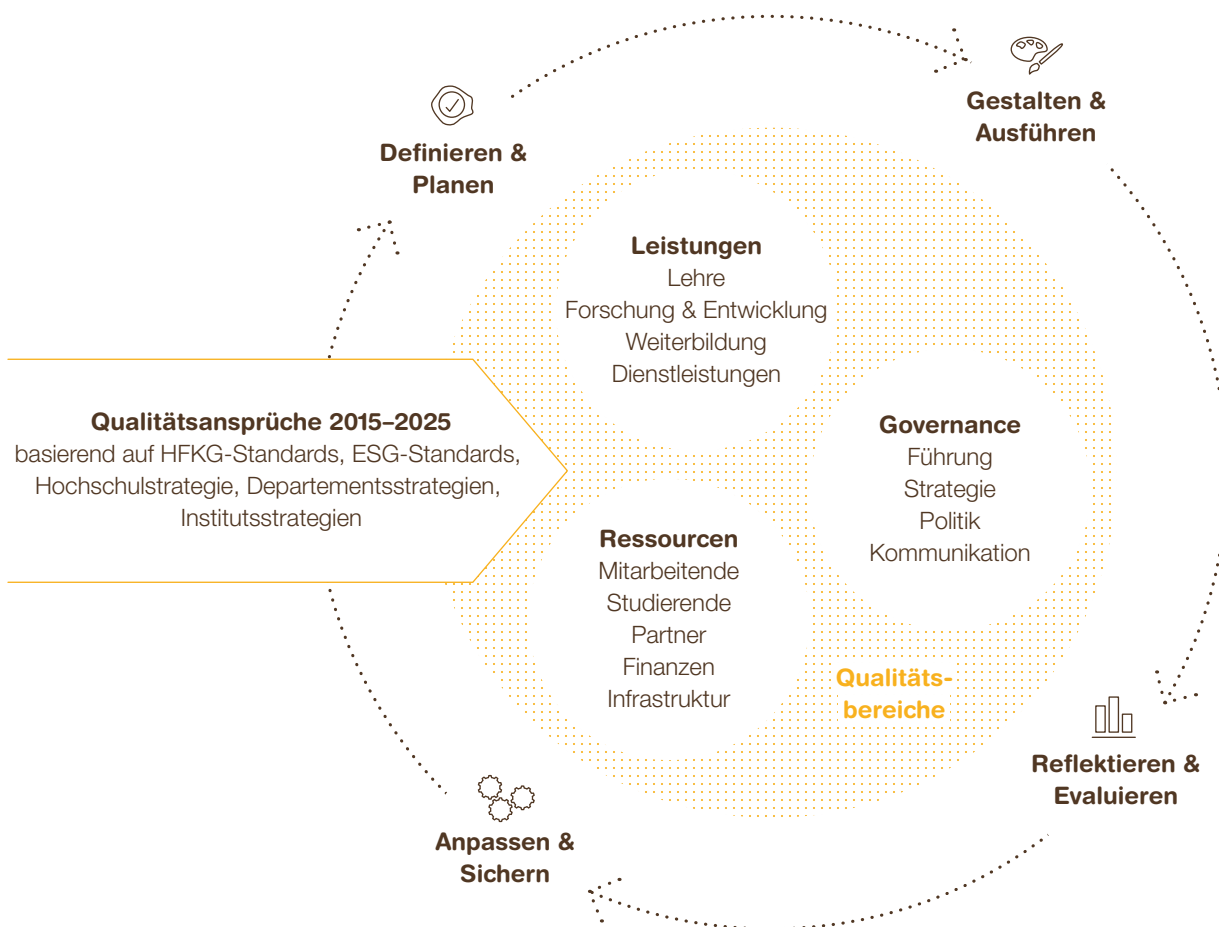 Gestalten &
Ausführen
Definieren &
Planen
Leistungen
Lehre
Forschung & Entwicklung
Weiterbildung
Dienstleistungen
Qualitätsansprüche 2015–2025
basierend auf HFKG-Standards, ESG-Standards,
Hochschulstrategie, Departementsstrategien,
Institutsstrategien
Governance
Führung
Strategie
Politik
Kommunikation
Ressourcen
Mitarbeitende
Studierende
Partner
Finanzen
Infrastruktur
Qualitäts-
bereiche
Reflektieren &
Evaluieren
Anpassen &
Sichern